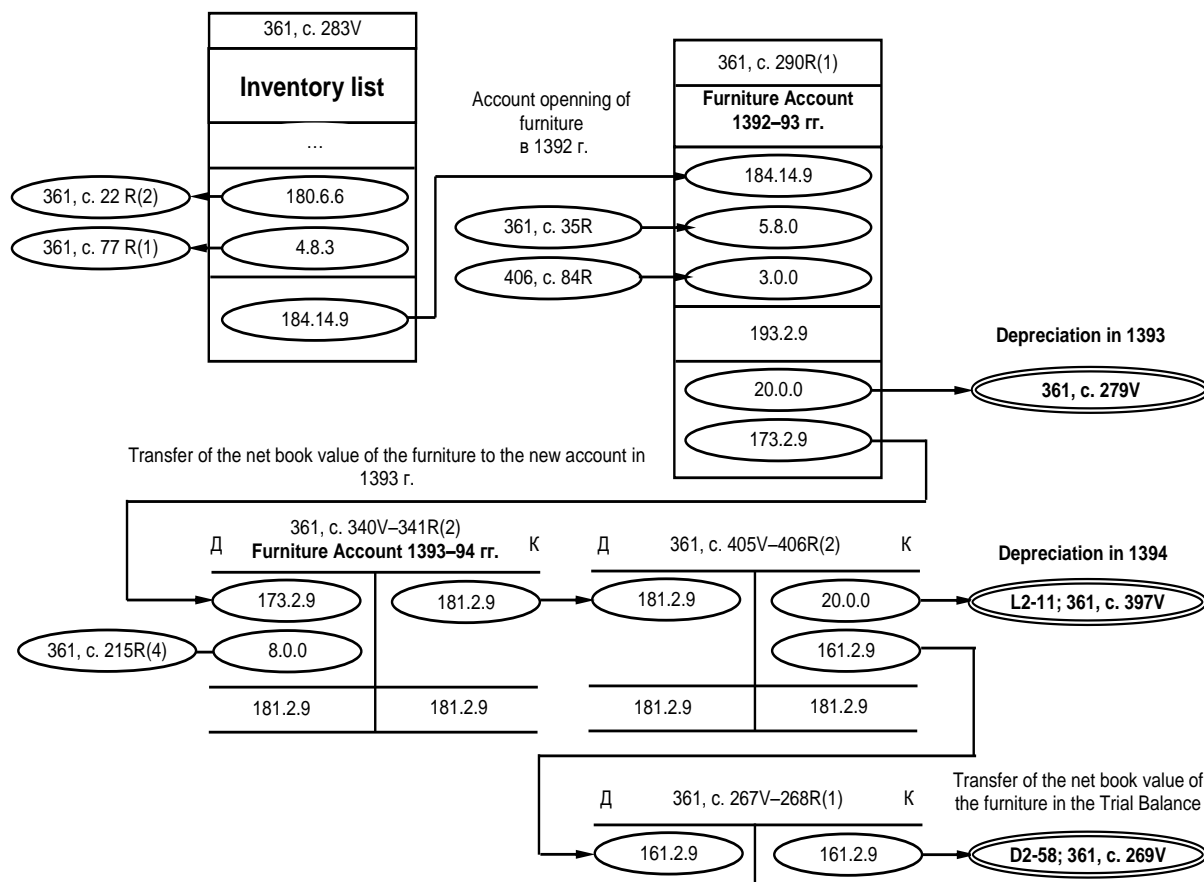 361, c. 283V
Inventory list
...
361, c. 22 R(2)
180.6.6
361, c. 77 R(1)
4.8.3
184.14.9
Account openning of
furniture
в 1392 г.
361, c. 290R(1)
Furniture Account
1392–93 гг.
184.14.9
361, c. 35R
5.8.0
406, c. 84R
3.0.0
193.2.9
Depreciation in 1393
20.0.0
361, c. 279V
173.2.9
Transfer of the net book value of the furniture to the new account in
1393 г.
361, c. 340V–341R(2)
Д
Furniture Account 1393–94 гг.
К
173.2.9
181.2.9
361, c. 215R(4)
8.0.0
181.2.9
181.2.9
Д
361, c. 405V–406R(2)
К
Depreciation in 1394
181.2.9
20.0.0
L2-11; 361, c. 397V
161.2.9
181.2.9
181.2.9
Д
361, c. 267V–268R(1)
К
Transfer of the net book value of
the furniture in the Trial Balance
161.2.9
161.2.9
D2-58; 361, c. 269V